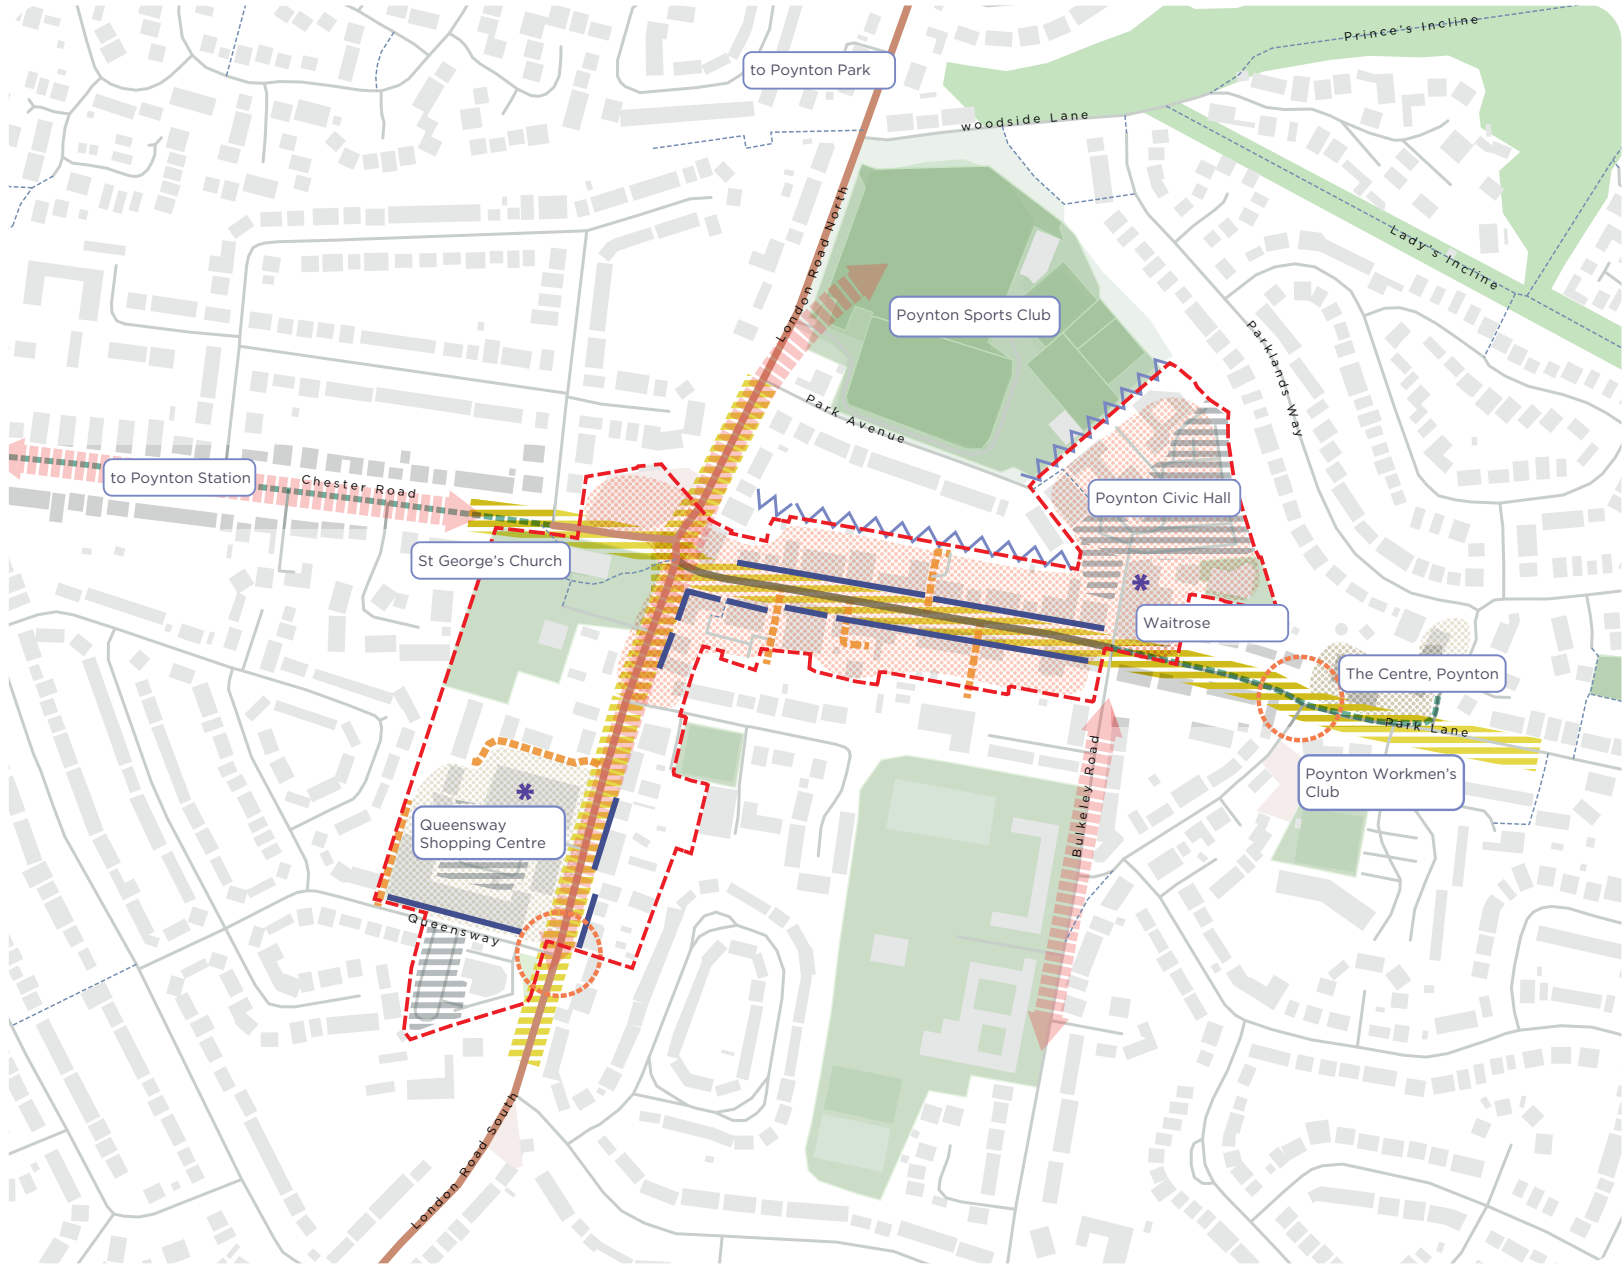 Prince's Incline
to Poynton Park
woodside Lane
London Road North
Lady's Incline
Poynton Sports Club
Parklands Way
Park Avenue
to Poynton Station
Chester Road
Poynton Civic Hall
St George's Church
Waitrose
The Centre, Poynton
Park Lane
Bulkeley Road
Poynton Workmen's
Club
Queensway
Shopping Centre
Queensway
London Road South